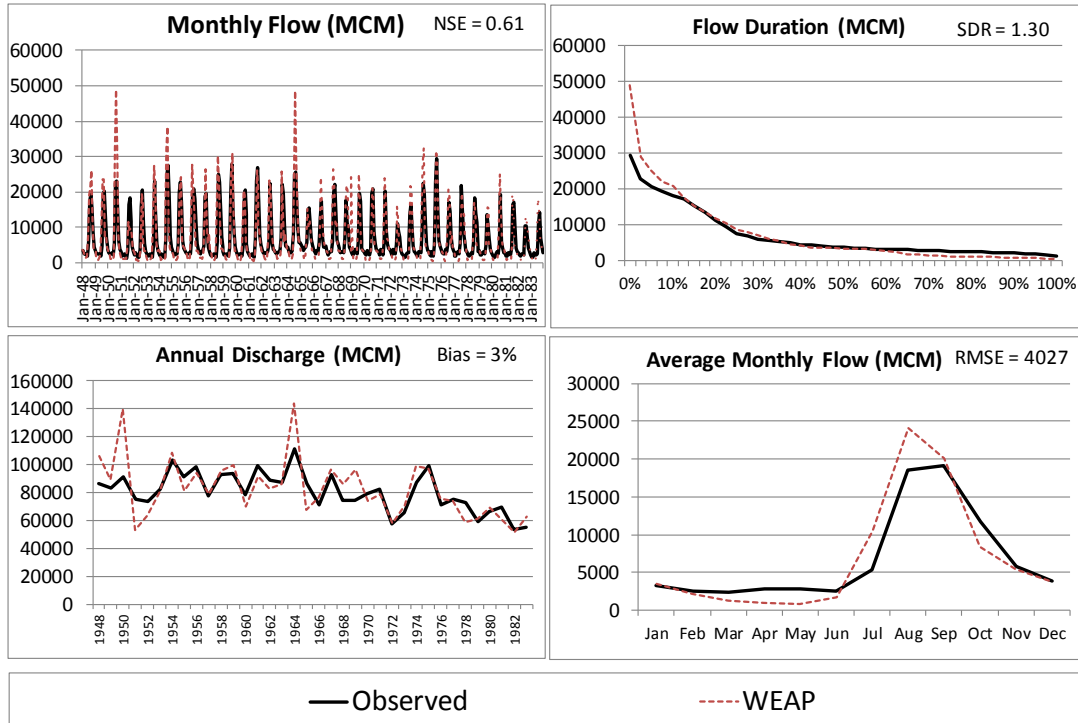 Monthly Flow (MCM) NSE = 0.61
60000
50000
40000
30000
20000
10000
0
Jan-48
Jan-49
Jan-50
Jan-51
Jan-52
Jan-53
Jan-54
Jan-55
Jan-56
Jan-57
Jan-58
Jan-59
Jan-60
Jan-61
Jan-62
Jan-63
Jan-64
Jan-65
Jan-66
Jan-67
Jan-68
Jan-69
Jan-70
Jan-71
Jan-72
Jan-73
Jan-74
Jan-75
Jan-76
Jan-77
Jan-78
Jan-79
Jan-80
Jan-81
Jan-82
Jan-83
Flow Duration (MCM) SDR = 1.30
60000
50000
40000
30000
20000
10000
0
0% 10% 20% 30% 40% 50% 60% 70% 80% 90% 100%
Annual Discharge (MCM) Bias = 3%
160000
140000
120000
100000
80000
60000
40000
20000
0
1948
1950
1952
1954
1956
1958
1960
1962
1964
1966
1968
1970
1972
1974
1976
1978
1980
1982
Average Monthly Flow (MCM) RMSE = 4027
30000
25000
20000
15000
10000
5000
0
Jan Feb Mar Apr May Jun Jul Aug Sep Oct Nov Dec
Observed WEAP